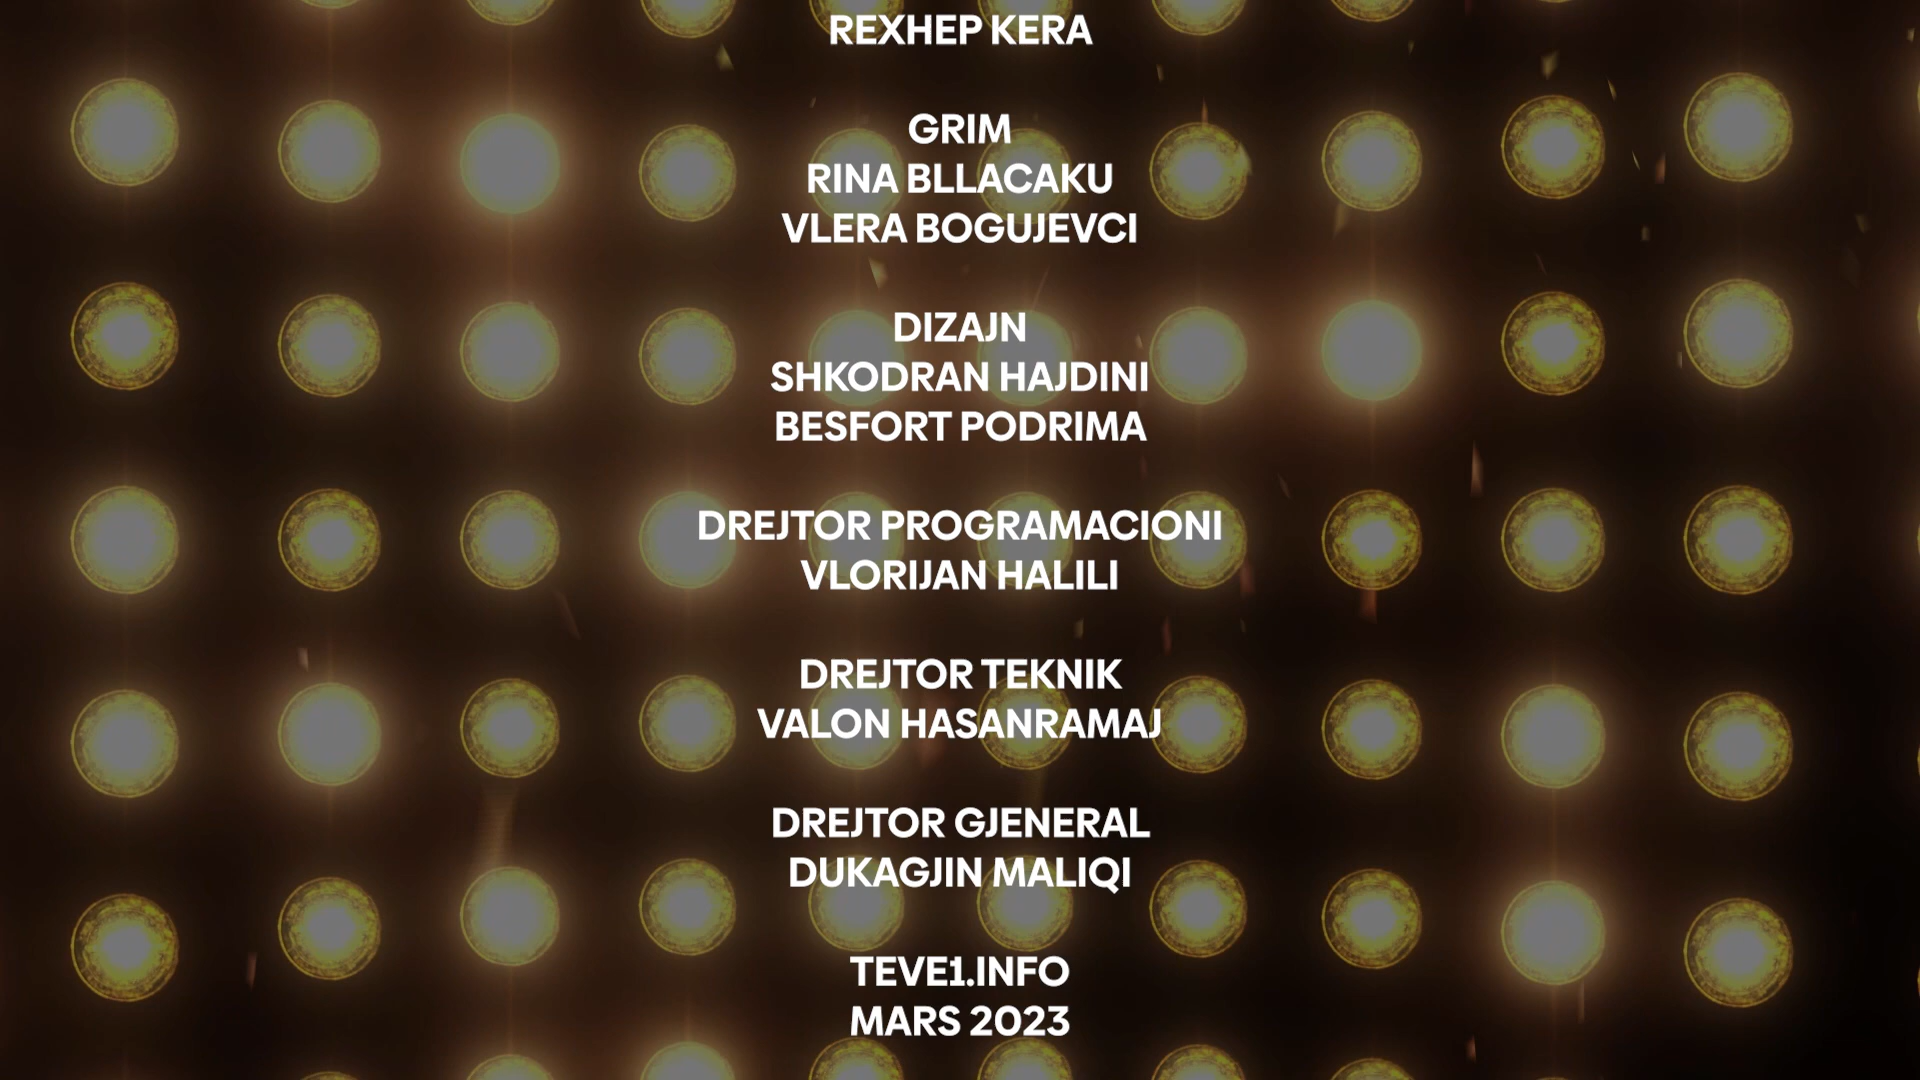 REXHEP KERA
GRIM
RINA BLLACAKU
VLERA BOGUJEVCI
DIZAJN
SHKODRAN HAJDINI
BESFORT PODRIMA
DREJTOR PROGRAMACIONI
VLORIJAN HALILI
DREJTOR TEKNIK
VALON HASANRAMAJ
DREJTOR GJENERAL
DUKAGJIN MALIQI
TEVE1.INFO
MARS 2023